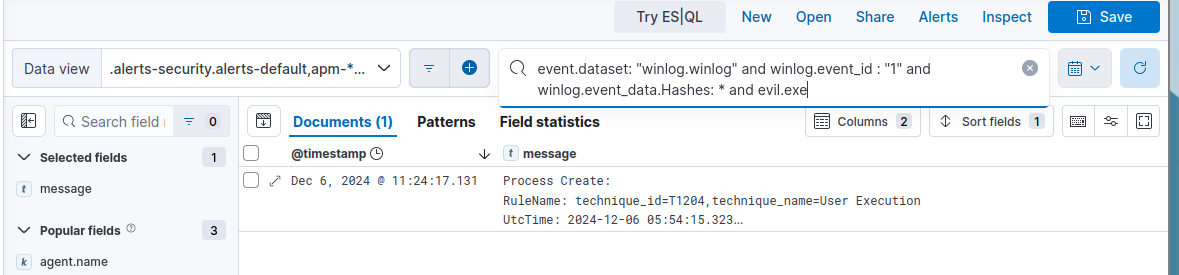 Try ES|QL New Open Share Alerts Inspect Save
Data view .alerts-security.alerts-default,apm-*... event.dataset: "winlog.winlog" and winlog.event_id : "1" and
winlog.event_data.Hashes: * and evil.exe
Search field 0 Documents (1) Patterns Field statistics Columns 2 Sort fields 1
Selected fields 1 @timestamp message
message Dec 6, 2024 @ 11:24:17.131 Process Create:
RuleName: technique_id=T1204,technique_name=User Execution
UtcTime: 2024-12-06 05:54:15.323…
Popular fields 3
agent.name